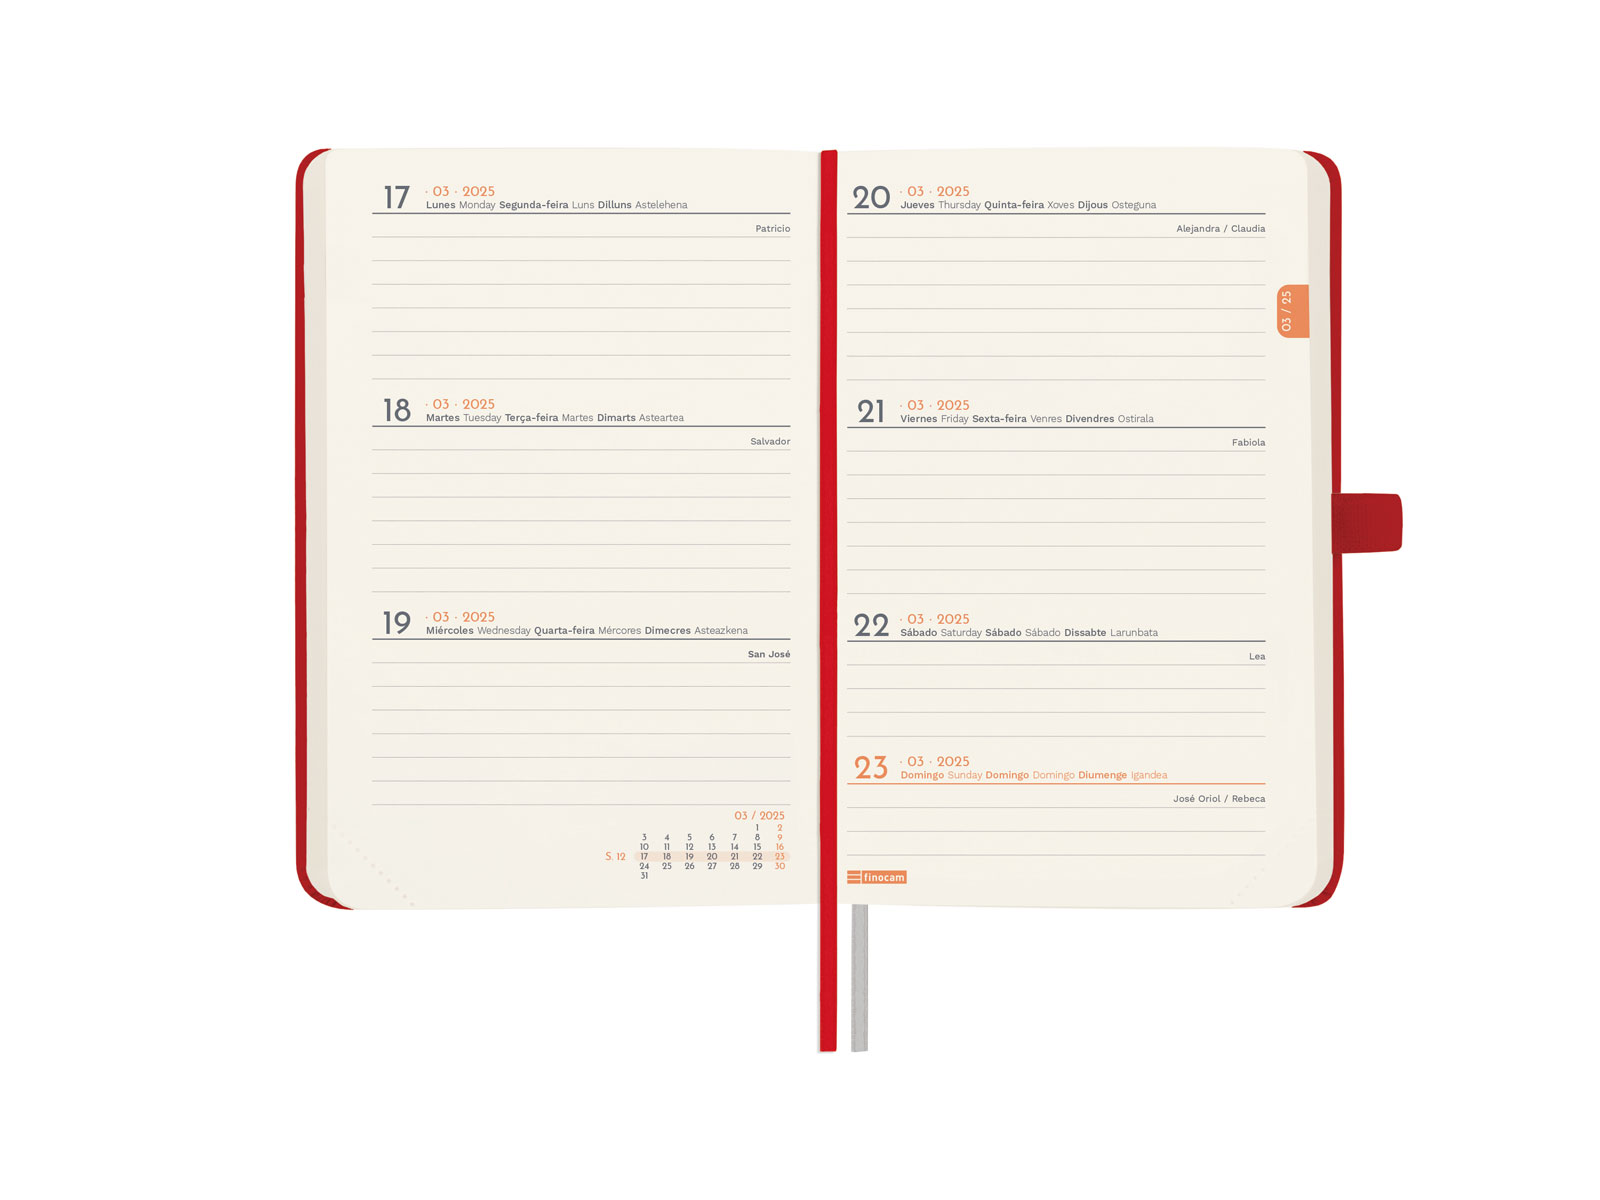 17 · 03 · 2025
Lunes Monday Segunda-feira Luns Dilluns Astelehena
Patricio
18 · 03 · 2025
Martes Tuesday Terça-feira Martes Dimarts Asteartea
Salvador
19 · 03 · 2025
Miércoles Wednesday Quarta-feira Mércores Dimecres Asteazkena
San José
03 / 2025
1 2
3 4 5 6 7 8 9
10 11 12 13 14 15 16
S. 12 17 18 19 20 21 22 23
24 25 26 27 28 29 30
31
20 · 03 · 2025
Jueves Thursday Quinta-feira Xoves Dijous Osteguna
Alejandra / Claudia
03 / 25
21 · 03 · 2025
Viernes Friday Sexta-feira Venres Divendres Ostirala
Fabiola
22 · 03 · 2025
Sábado Saturday Sábado Sábado Dissabte Larunbata
Lea
23 · 03 · 2025
Domingo Sunday Domingo Domingo Diumenge Igandea
José Oriol / Rebeca
finocam